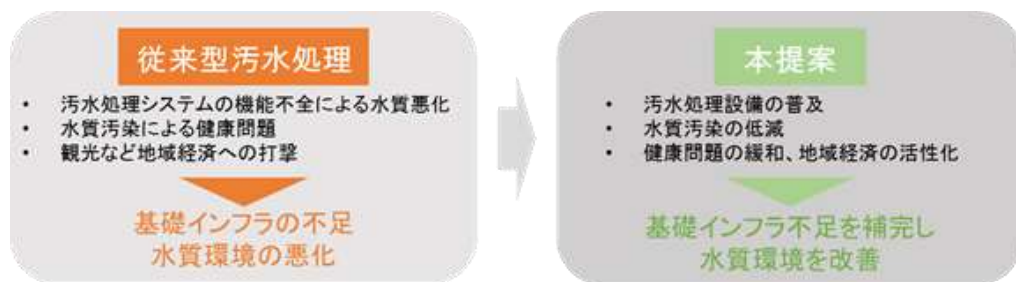 従来型汚水処理
• 汚水処理システムの機能不全による水質悪化
• 水質汚染による健康問題
• 観光など地域経済への打撃
基礎インフラの不足
水質環境の悪化
本提案
• 汚水処理設備の普及
• 水質汚染の低減
• 健康問題の緩和、地域経済の活性化
基礎インフラ不足を補完し
水質環境を改善